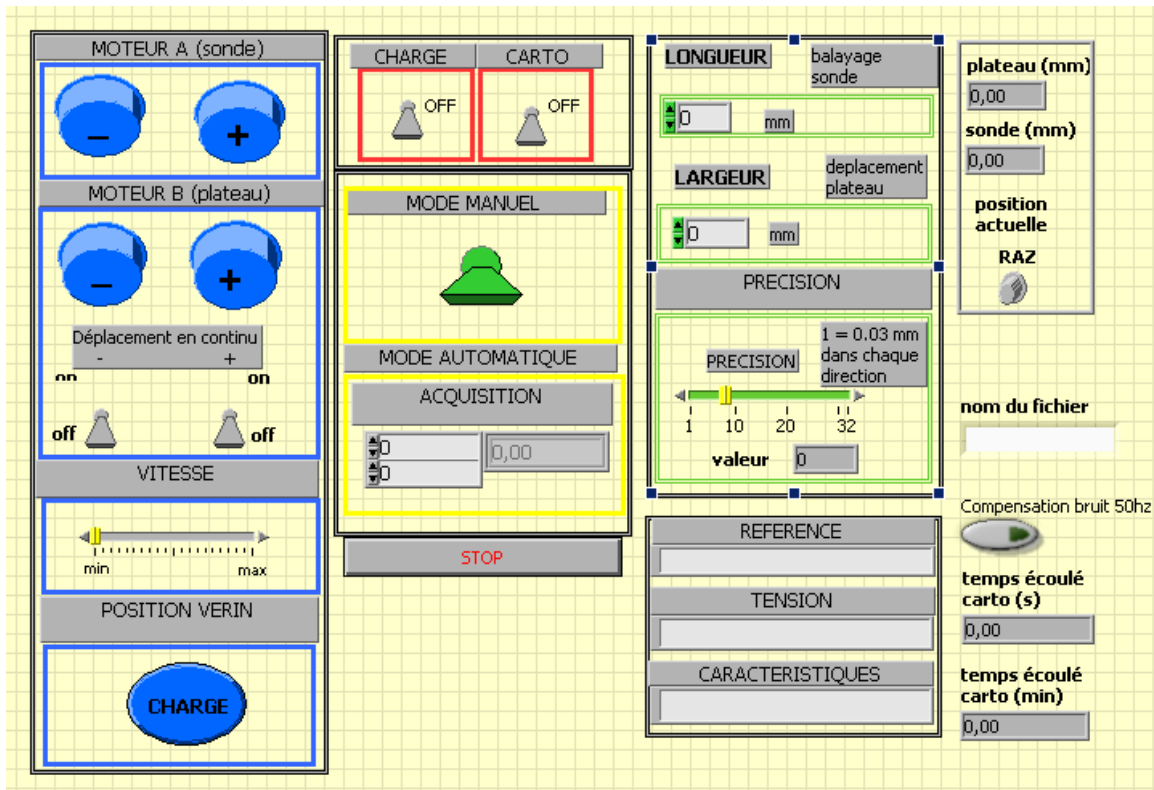 MOTEUR A (sonde)
–
+
MOTEUR B (plateau)
–
+
Déplacement en continu
- +
on on
off off
VITESSE
min max
POSITION VERIN
CHARGE
CHARGE CARTO
OFF OFF
MODE MANUEL
MODE AUTOMATIQUE
ACQUISITION
0
0,00
0
STOP
LONGUEUR
balayage
sonde
0 mm
LARGEUR
deplacement
plateau
0 mm
PRECISION
1 = 0.03 mm
dans chaque
direction
PRECISION
1 10 20 32
valeur 0
REFERENCE
TENSION
CARACTERISTIQUES
plateau (mm)
0,00
sonde (mm)
0,00
position
actuelle
RAZ
nom du fichier
Compensation bruit 50hz
temps écoulé
carto (s)
0,00
temps écoulé
carto (min)
0,00